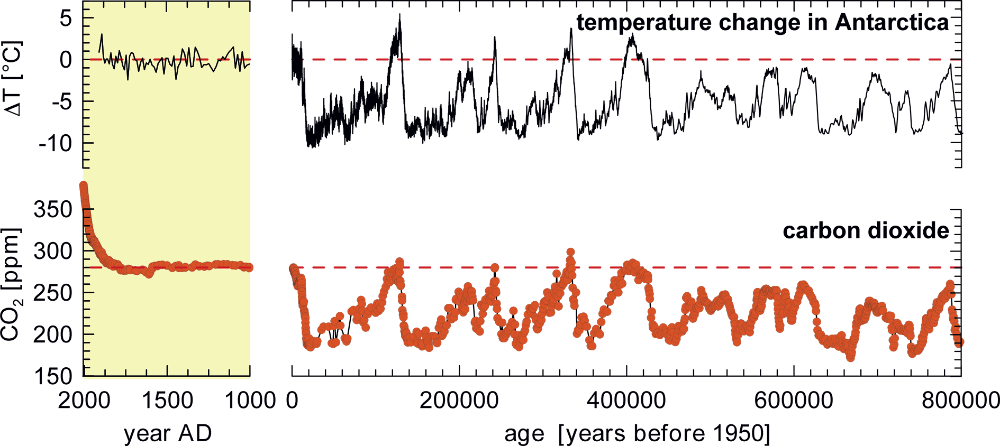 temperature change in Antarctica
ΔT [°C]
5
0
-5
-10
carbon dioxide
CO2 [ppm]
350
300
250
200
150
2000 1500 1000 0 200000 400000 600000 800000
year AD age [years before 1950]